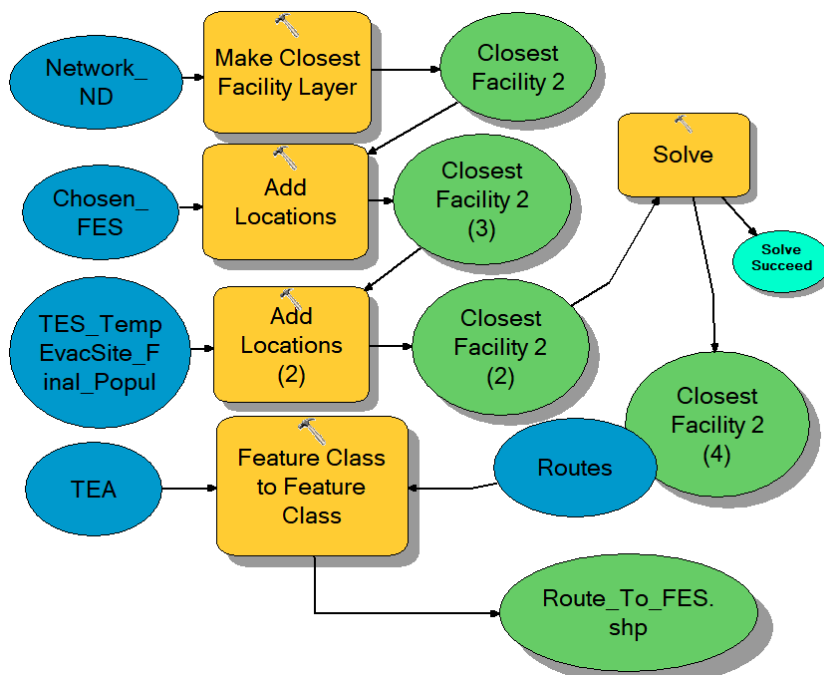 Network_
ND
Make Closest
Facility Layer
Closest
Facility 2
Chosen_
FES
Add
Locations
Closest
Facility 2
(3)
Solve
Solve
Succeed
TES_Temp
EvacSite_F
inal_Popul
Add
Locations
(2)
Closest
Facility 2
(2)
Closest
Facility 2
(4)
TEA
Feature Class
to Feature
Class
Routes
Route_To_FES.
shp